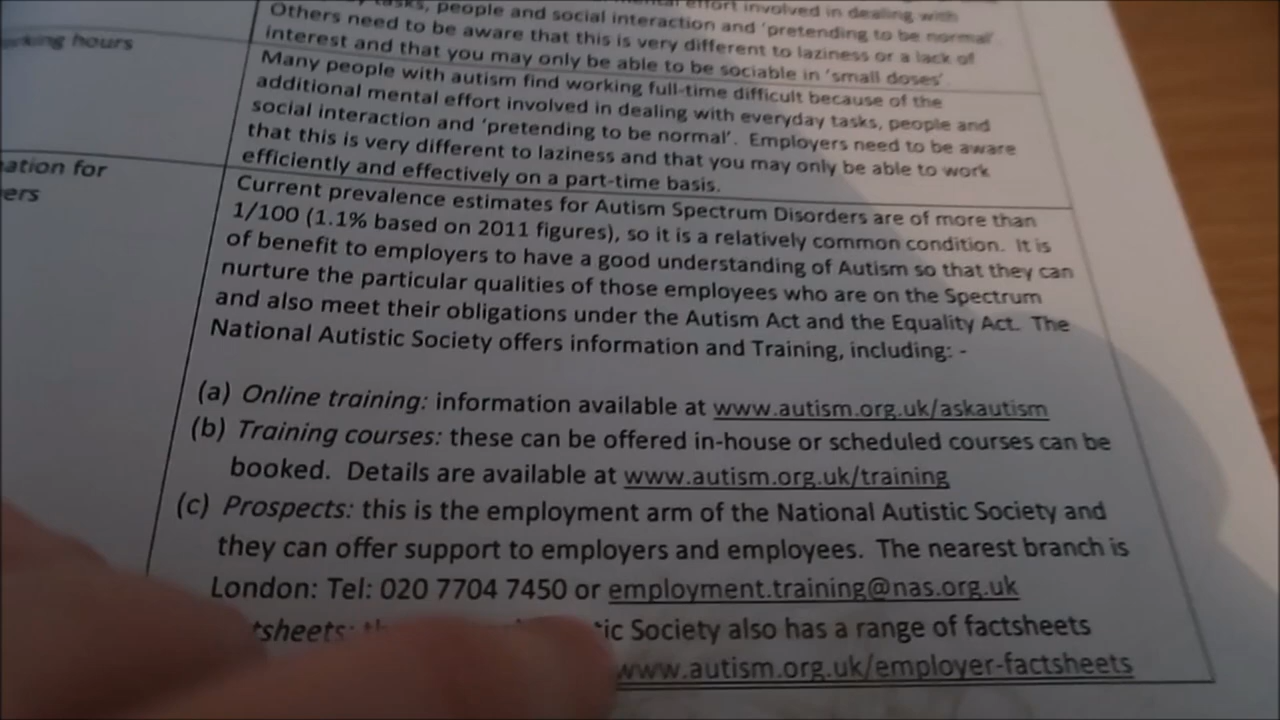 tasks, people and social interaction and 'pretending to be normal'.
effort involved in dealing with
Others need to be aware that this is very different to laziness or a lack of
interest and that you may only be able to be sociable in 'small doses'.
working hours
Many people with autism find working full-time difficult because of the
additional mental effort involved in dealing with everyday tasks, people and
social interaction and 'pretending to be normal'. Employers need to be aware
that this is very different to laziness and that you may only be able to work
efficiently and effectively on a part-time basis.
ation for
ers
Current prevalence estimates for Autism Spectrum Disorders are of more than
1/100 (1.1% based on 2011 figures), so it is a relatively common condition. It is
of benefit to employers to have a good understanding of Autism so that they can
nurture the particular qualities of those employees who are on the Spectrum
and also meet their obligations under the Autism Act and the Equality Act. The
National Autistic Society offers information and Training, including: -
(a) Online training: information available at www.autism.org.uk/askautism
(b) Training courses: these can be offered in-house or scheduled courses can be
booked. Details are available at www.autism.org.uk/training
(c) Prospects: this is the employment arm of the National Autistic Society and
they can offer support to employers and employees. The nearest branch is
London: Tel: 020 7704 7450 or employment.training@nas.org.uk
tsheets: ic Society also has a range of factsheets
www.autism.org.uk/employer-factsheets